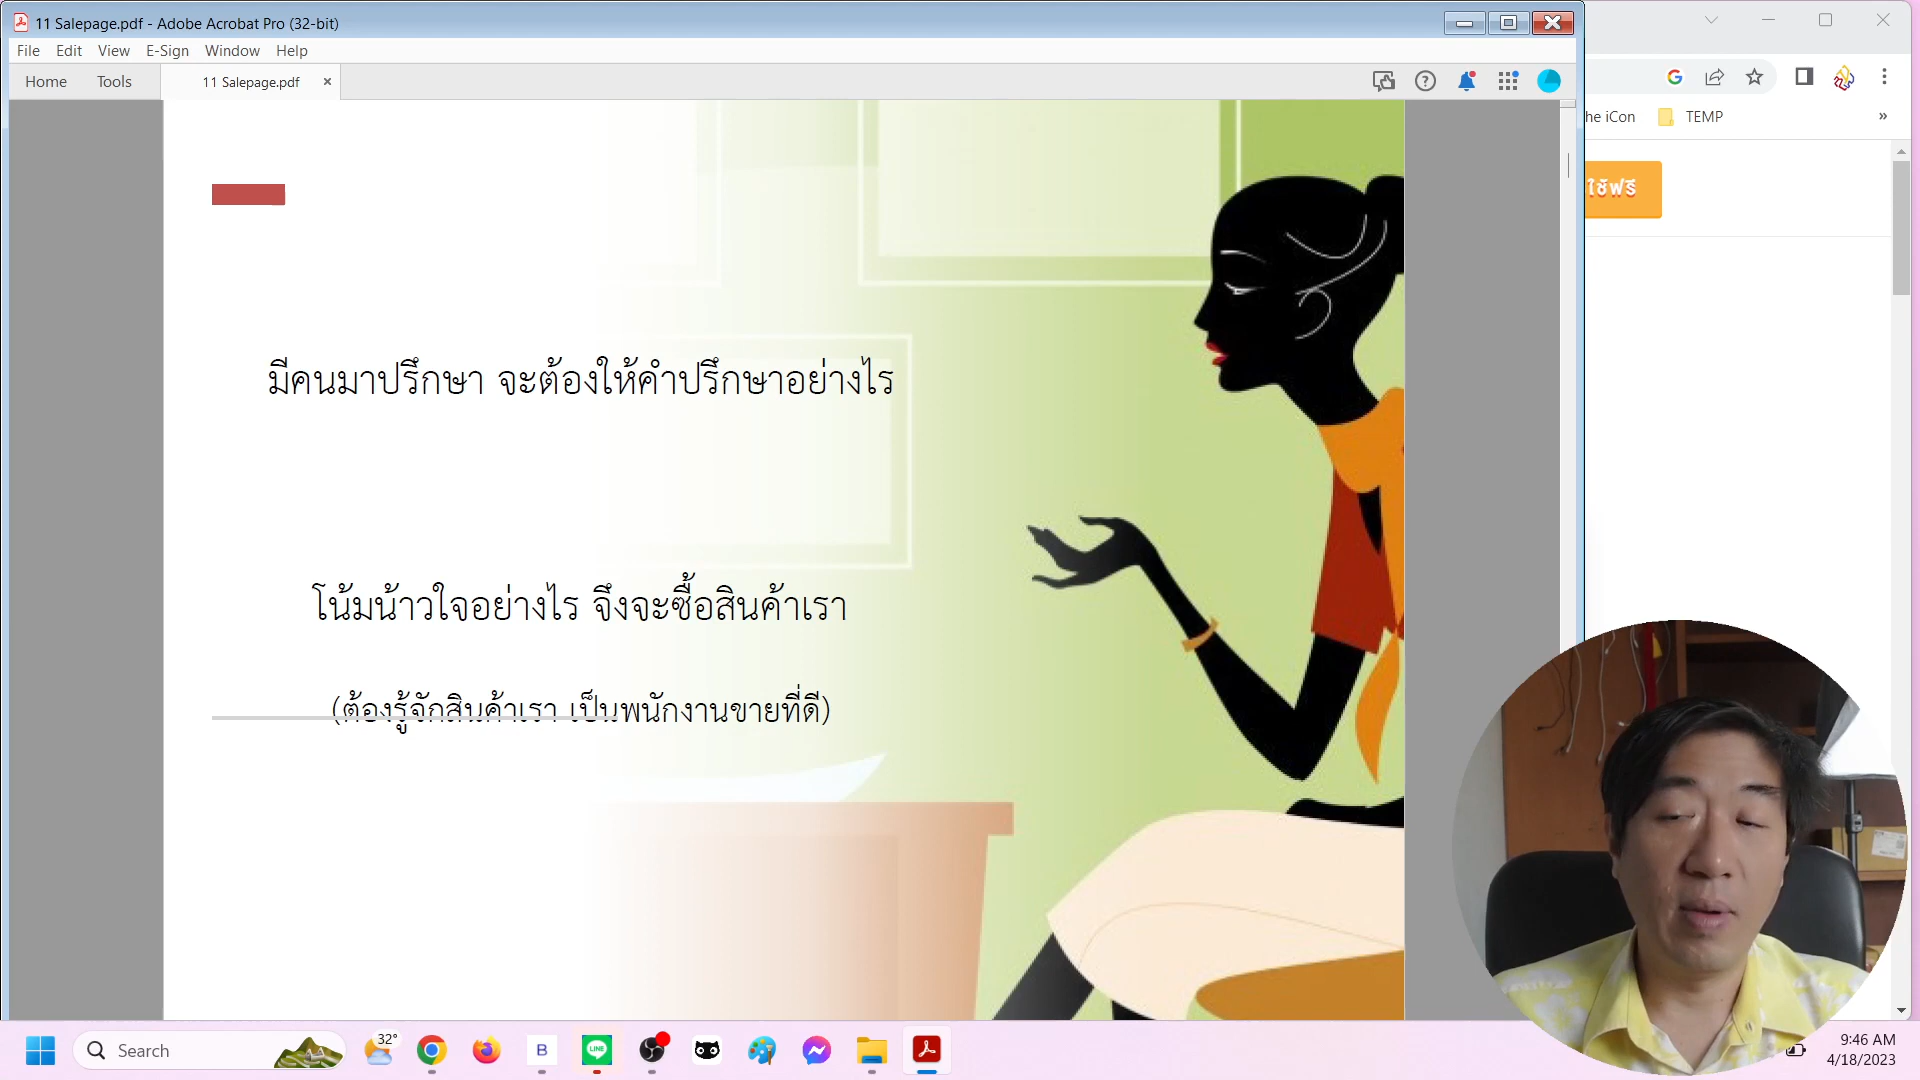 11 Salepage.pdf - Adobe Acrobat Pro (32-bit)
File Edit View E-Sign Window Help
Home Tools 11 Salepage.pdf
he iCon TEMP »
ใช้ฟรี
มีคนมาปรึกษา จะต้องให้คำปรึกษาอย่างไร
โน้มน้าวใจอย่างไร จึงจะซื้อสินค้าเรา
(ต้องรู้จักสินค้าเรา เป็นพนักงานขายที่ดี)
Search 32° B LINE 9:46 AM
4/18/2023